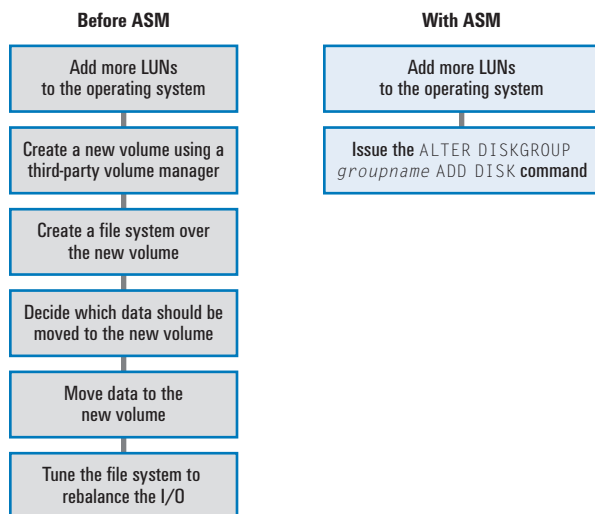 Before ASM
Add more LUNs
to the operating system
Create a new volume using a
third-party volume manager
Create a file system over
the new volume
Decide which data should be
moved to the new volume
Move data to the
new volume
Tune the file system to
rebalance the I/O
With ASM
Add more LUNs
to the operating system
Issue the ALTER DISKGROUP
groupname ADD DISK command